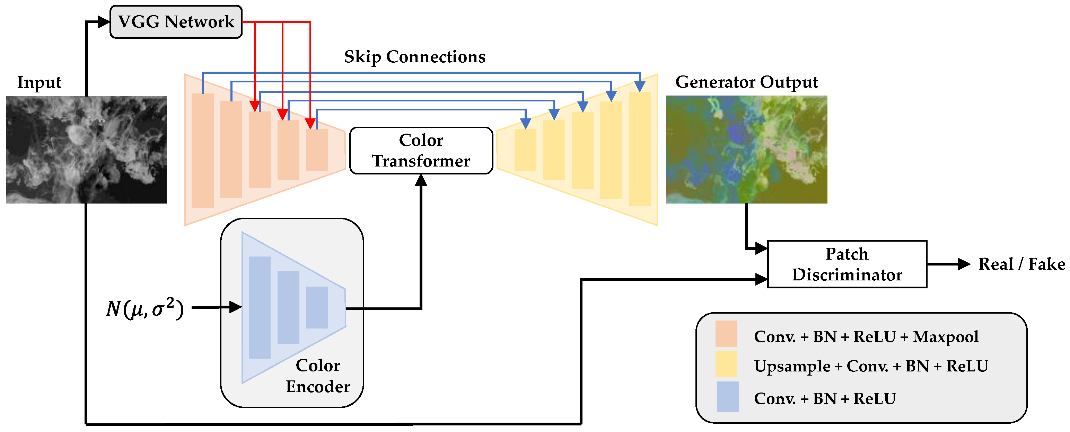 VGG Network
Skip Connections
Input
Generator Output
Color
Transformer
Patch
Discriminator
Real / Fake
N(μ, σ²)
Color
Encoder
Conv. + BN + ReLU + Maxpool
Upsample + Conv. + BN + ReLU
Conv. + BN + ReLU